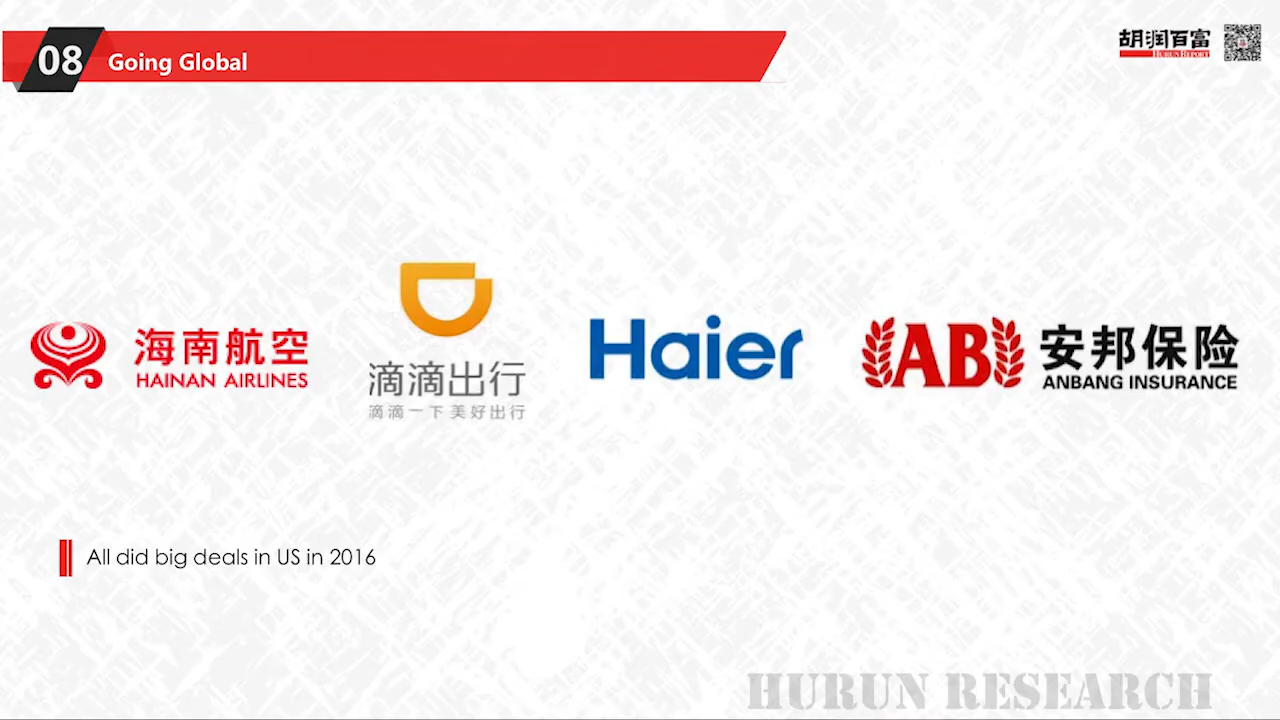 08 Going Global
胡润百富
HURUN REPORT
海南航空
HAINAN AIRLINES
滴滴出行
滴滴一下 美好出行
Haier
AB
安邦保险
ANBANG INSURANCE
All did big deals in US in 2016
HURUN RESEARCH